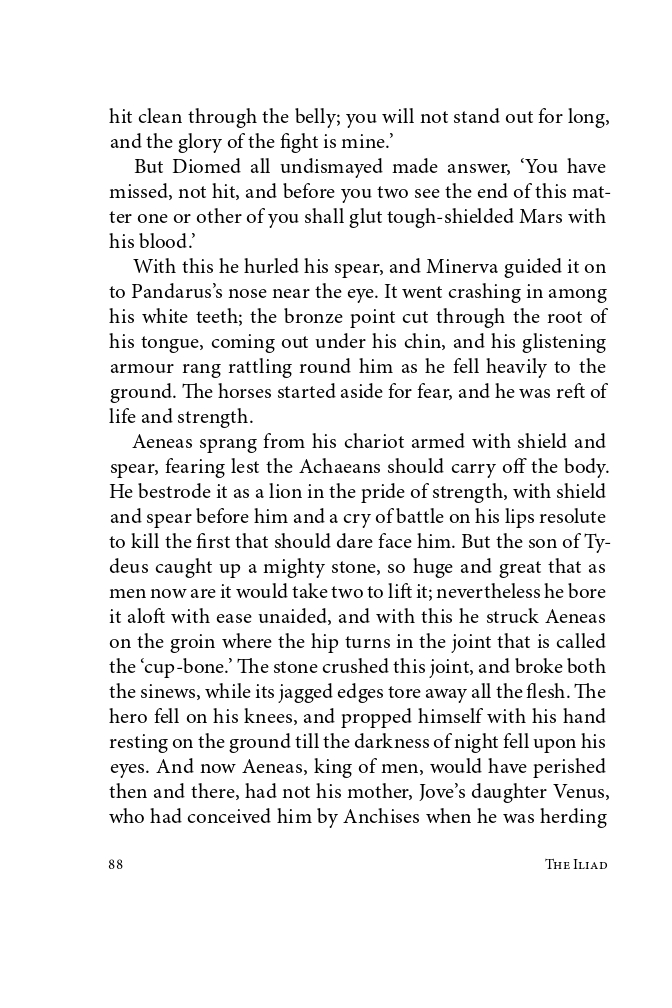 hit clean through the belly; you will not stand out for long,
and the glory of the fight is mine.’
But Diomed all undismayed made answer, ‘You have
missed, not hit, and before you two see the end of this mat-
ter one or other of you shall glut tough-shielded Mars with
his blood.’
With this he hurled his spear, and Minerva guided it on
to Pandarus’s nose near the eye. It went crashing in among
his white teeth; the bronze point cut through the root of
his tongue, coming out under his chin, and his glistening
armour rang rattling round him as he fell heavily to the
ground. The horses started aside for fear, and he was reft of
life and strength.
Aeneas sprang from his chariot armed with shield and
spear, fearing lest the Achaeans should carry off the body.
He bestrode it as a lion in the pride of strength, with shield
and spear before him and a cry of battle on his lips resolute
to kill the first that should dare face him. But the son of Ty-
deus caught up a mighty stone, so huge and great that as
men now are it would take two to lift it; nevertheless he bore
it aloft with ease unaided, and with this he struck Aeneas
on the groin where the hip turns in the joint that is called
the ‘cup-bone.’ The stone crushed this joint, and broke both
the sinews, while its jagged edges tore away all the flesh. The
hero fell on his knees, and propped himself with his hand
resting on the ground till the darkness of night fell upon his
eyes. And now Aeneas, king of men, would have perished
then and there, had not his mother, Jove’s daughter Venus,
who had conceived him by Anchises when he was herding
88 The Iliad